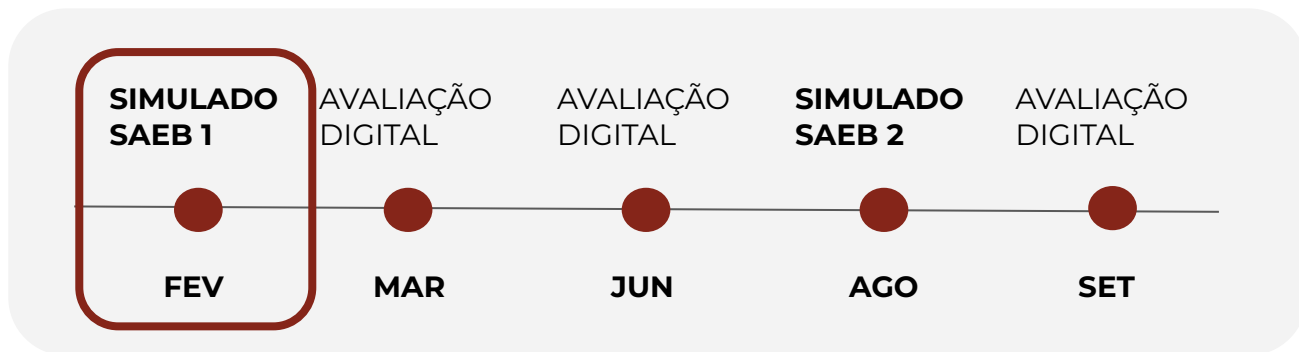 SIMULADO
SAEB 1
AVALIAÇÃO
DIGITAL
AVALIAÇÃO
DIGITAL
SIMULADO
SAEB 2
AVALIAÇÃO
DIGITAL
FEV
MAR
JUN
AGO
SET